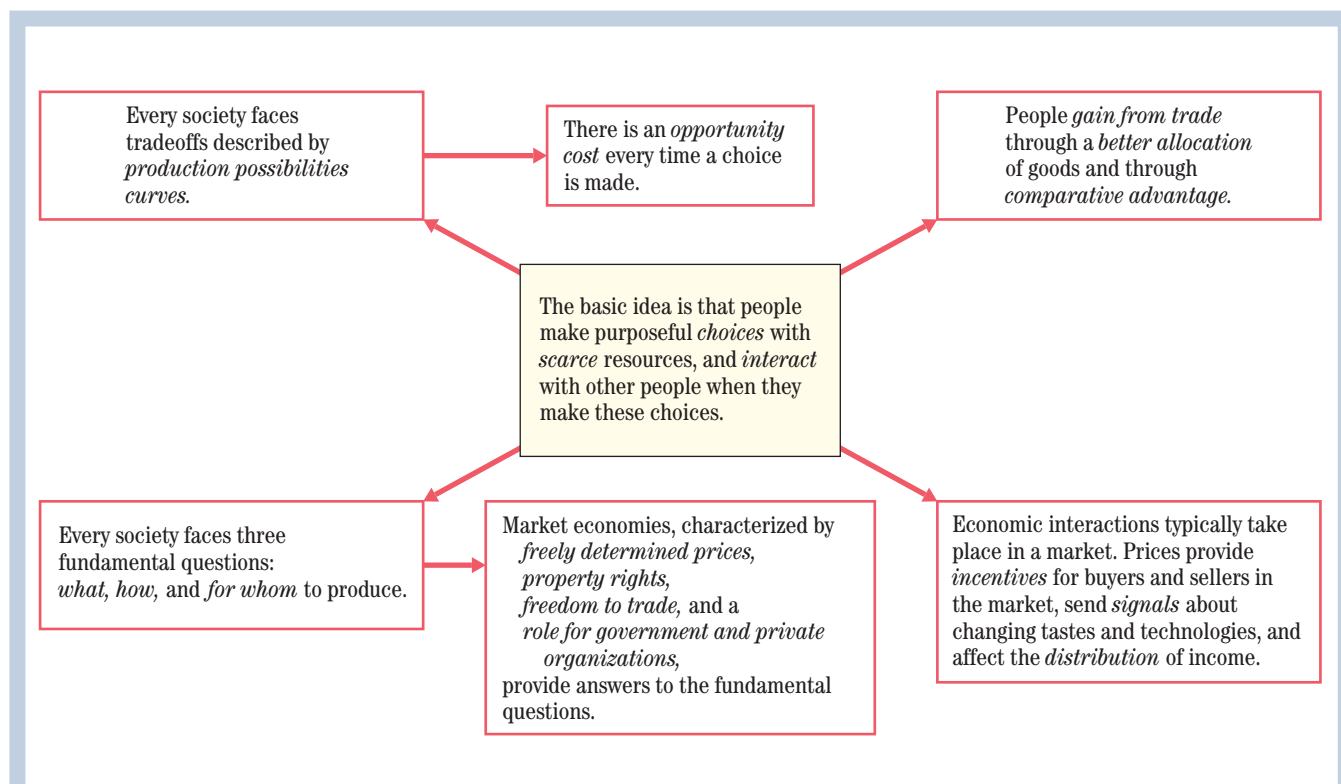 Every society faces
tradeoffs described by
production possibilities
curves.
There is an opportunity
cost every time a choice
is made.
People gain from trade
through a better allocation
of goods and through
comparative advantage.
The basic idea is that people
make purposeful choices with
scarce resources, and interact
with other people when they
make these choices.
Every society faces three
fundamental questions:
what, how, and for whom to produce.
Market economies, characterized by
freely determined prices,
property rights,
freedom to trade, and a
role for government and private
organizations,
provide answers to the fundamental
questions.
Economic interactions typically take
place in a market. Prices provide
incentives for buyers and sellers in
the market, send signals about
changing tastes and technologies, and
affect the distribution of income.